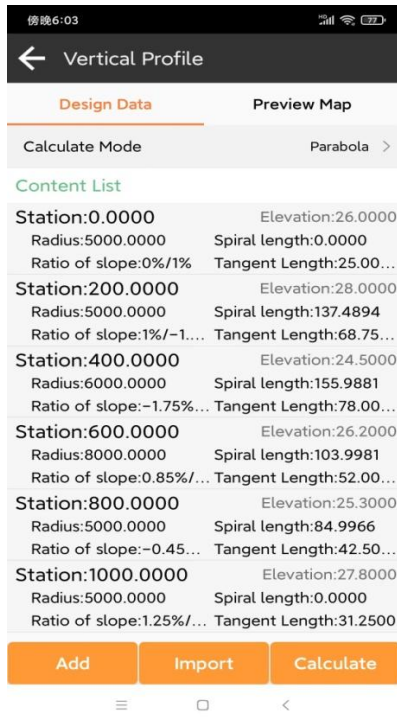 傍晚6:03 HD 77
Vertical Profile
Design Data Preview Map
Calculate Mode Parabola
Content List
Station:0.0000 Elevation:26.0000
Radius:5000.0000 Spiral length:0.0000
Ratio of slope:0%/1% Tangent Length:25.00...
Station:200.0000 Elevation:28.0000
Radius:5000.0000 Spiral length:137.4894
Ratio of slope:1%/−1.... Tangent Length:68.75...
Station:400.0000 Elevation:24.5000
Radius:6000.0000 Spiral length:155.9881
Ratio of slope:−1.75%... Tangent Length:78.00...
Station:600.0000 Elevation:26.2000
Radius:8000.0000 Spiral length:103.9981
Ratio of slope:0.85%/... Tangent Length:52.00...
Station:800.0000 Elevation:25.3000
Radius:5000.0000 Spiral length:84.9966
Ratio of slope:−0.45... Tangent Length:42.50...
Station:1000.0000 Elevation:27.8000
Radius:5000.0000 Spiral length:0.0000
Ratio of slope:1.25%/... Tangent Length:31.2500
Add Import Calculate